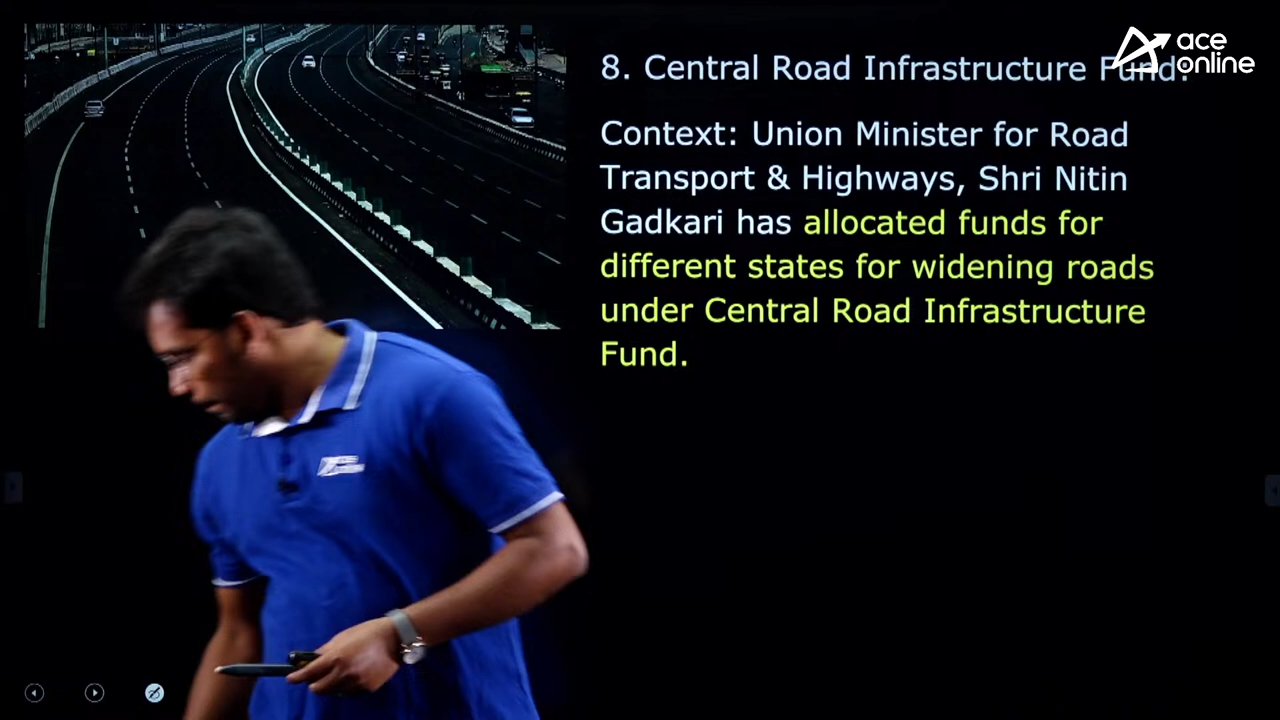 ace
online
8. Central Road Infrastructure Fund:
Context: Union Minister for Road
Transport & Highways, Shri Nitin
Gadkari has allocated funds for
different states for widening roads
under Central Road Infrastructure
Fund.